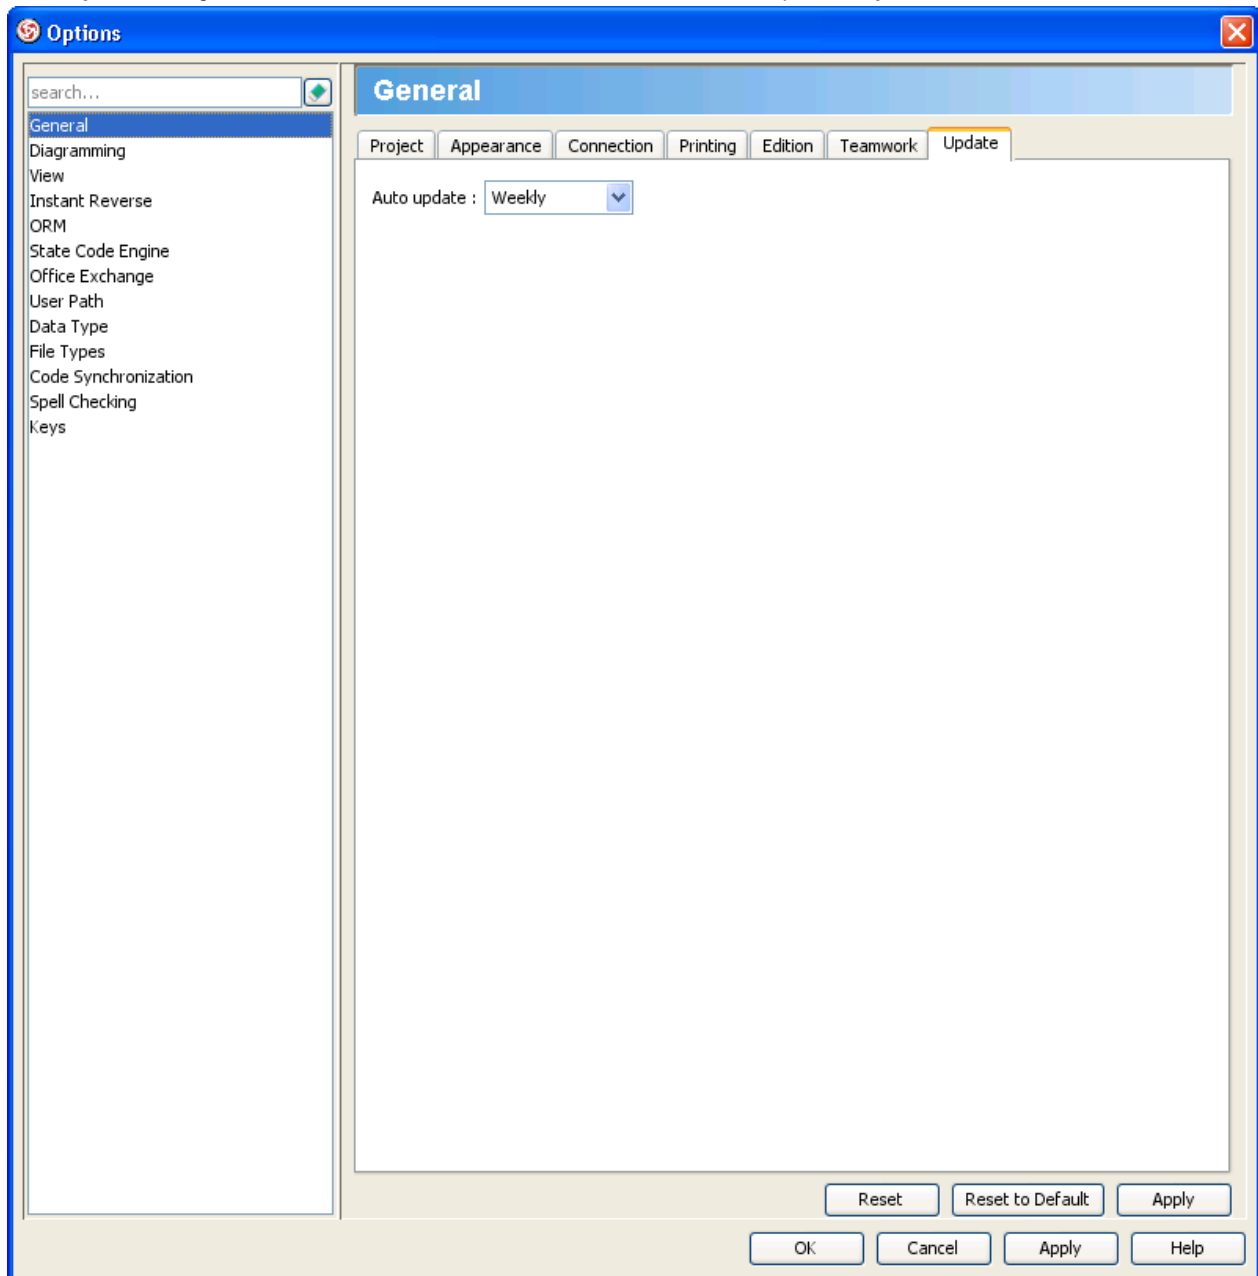 Options
search...
General
Diagramming
View
Instant Reverse
ORM
State Code Engine
Office Exchange
User Path
Data Type
File Types
Code Synchronization
Spell Checking
Keys
General
Project Appearance Connection Printing Edition Teamwork Update
Auto update : Weekly
Reset Reset to Default Apply
OK Cancel Apply Help